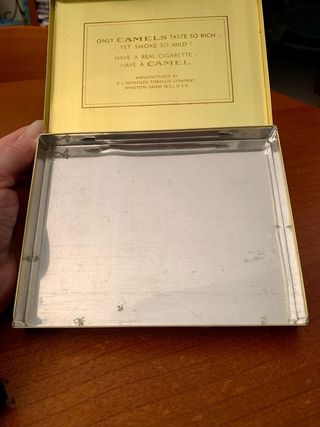 ONLY CAMELS TASTE SO RICH -
- YET SMOKE SO MILD!
HAVE A REAL CIGARETTE -
HAVE A CAMEL
MANUFACTURED BY
R. J. REYNOLDS TOBACCO COMPANY
WINSTON-SALEM, N.C., U.S.A.